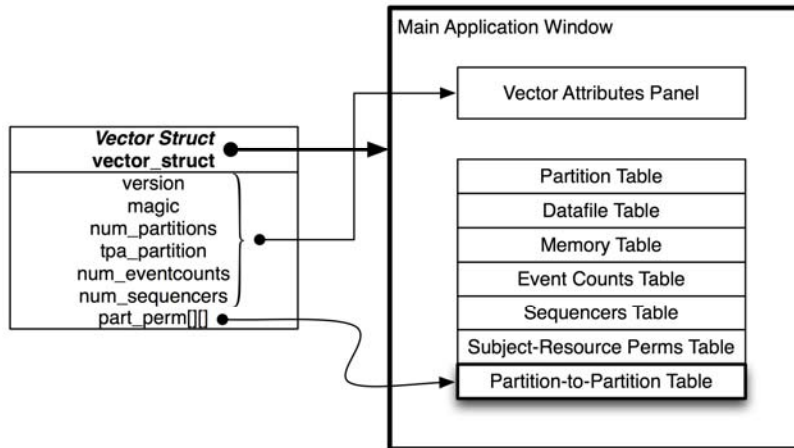 Main Application Window
Vector Attributes Panel
Vector Struct
vector_struct
version
magic
num_partitions
tpa_partition
num_eventcounts
num_sequencers
part_perm[][]
Partition Table
Datafile Table
Memory Table
Event Counts Table
Sequencers Table
Subject-Resource Perms Table
Partition-to-Partition Table